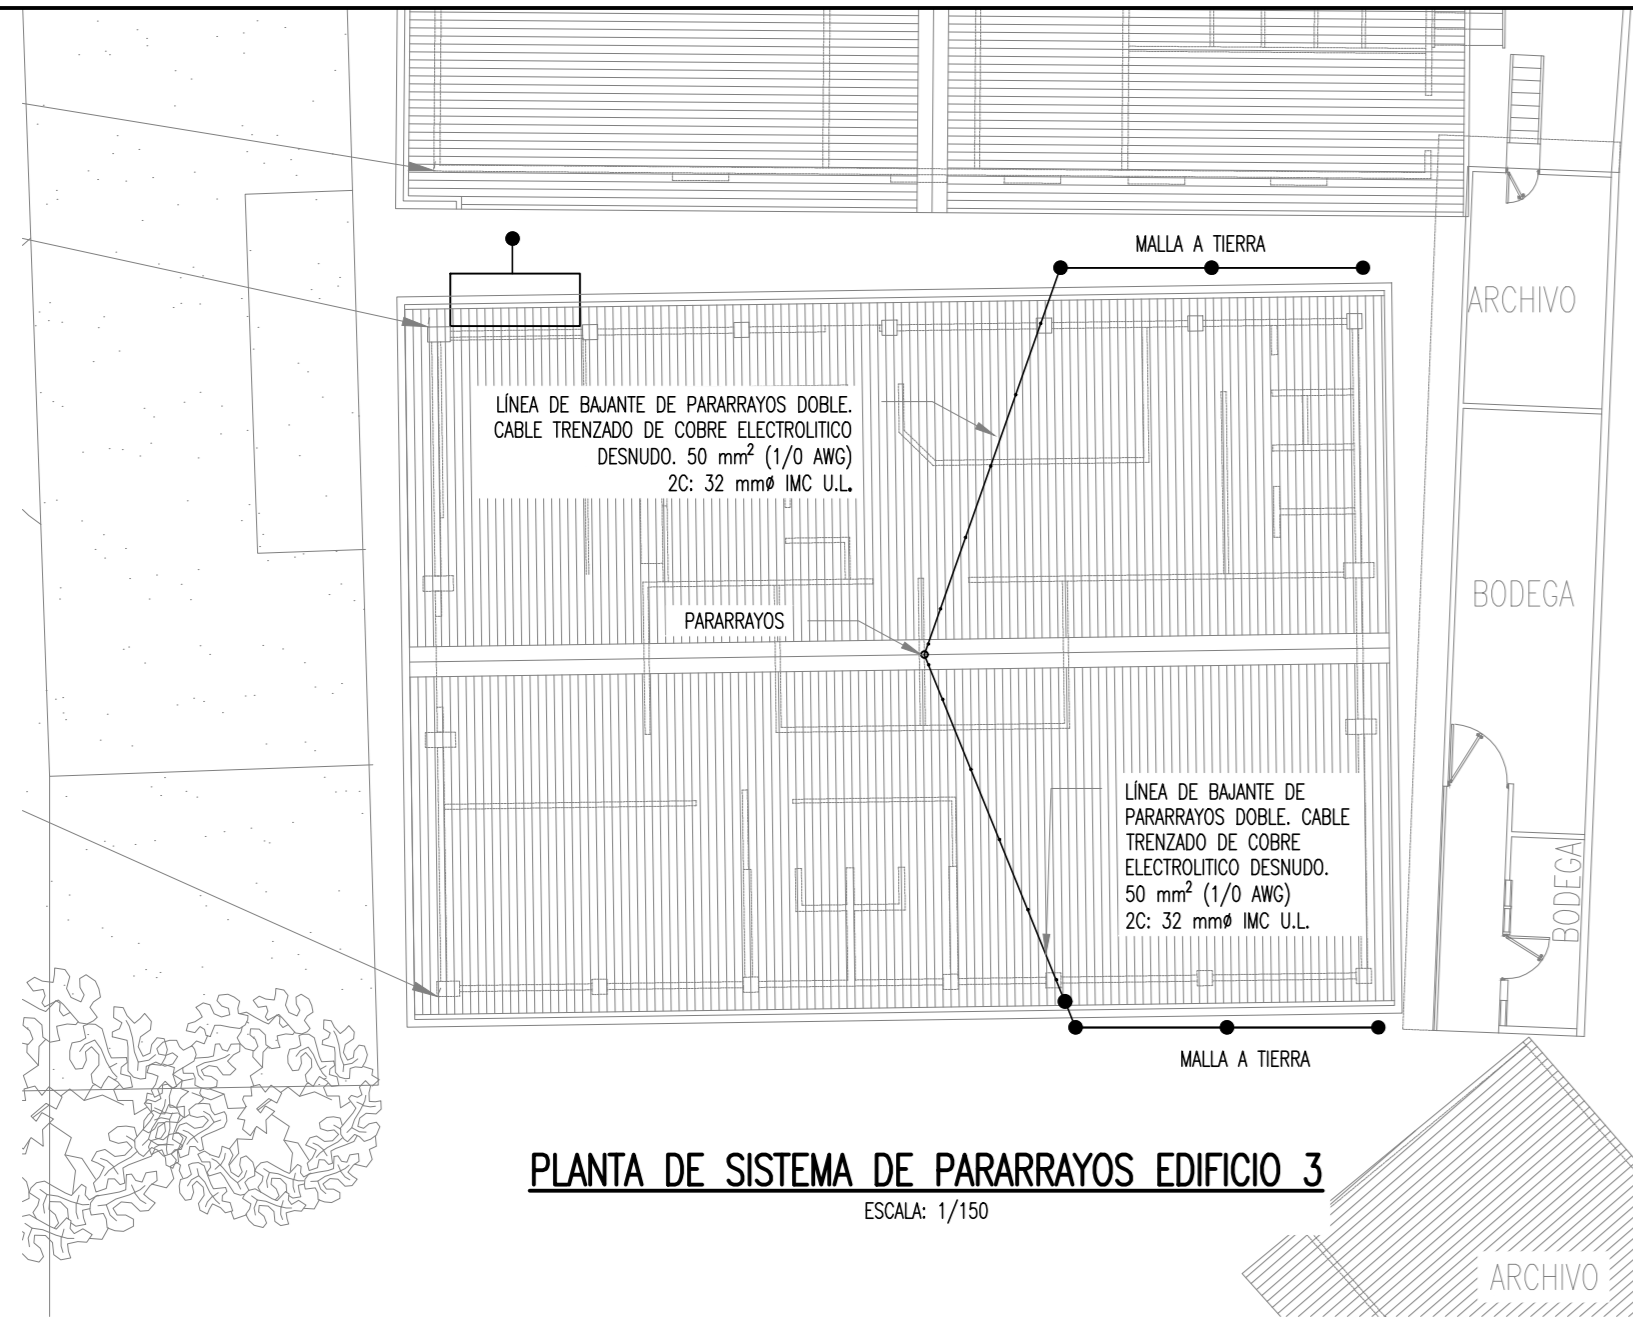 MALLA A TIERRA
ARCHIVO
LÍNEA DE BAJANTE DE PARARRAYOS DOBLE.
CABLE TRENZADO DE COBRE ELECTROLITICO
DESNUDO. 50 mm² (1/0 AWG)
2C: 32 mmø IMC U.L.
BODEGA
PARARRAYOS
LÍNEA DE BAJANTE DE
PARARRAYOS DOBLE. CABLE
TRENZADO DE COBRE
ELECTROLITICO DESNUDO.
50 mm² (1/0 AWG)
2C: 32 mmø IMC U.L.
BODEGA
MALLA A TIERRA
PLANTA DE SISTEMA DE PARARRAYOS EDIFICIO 3
ESCALA: 1/150
ARCHIVO